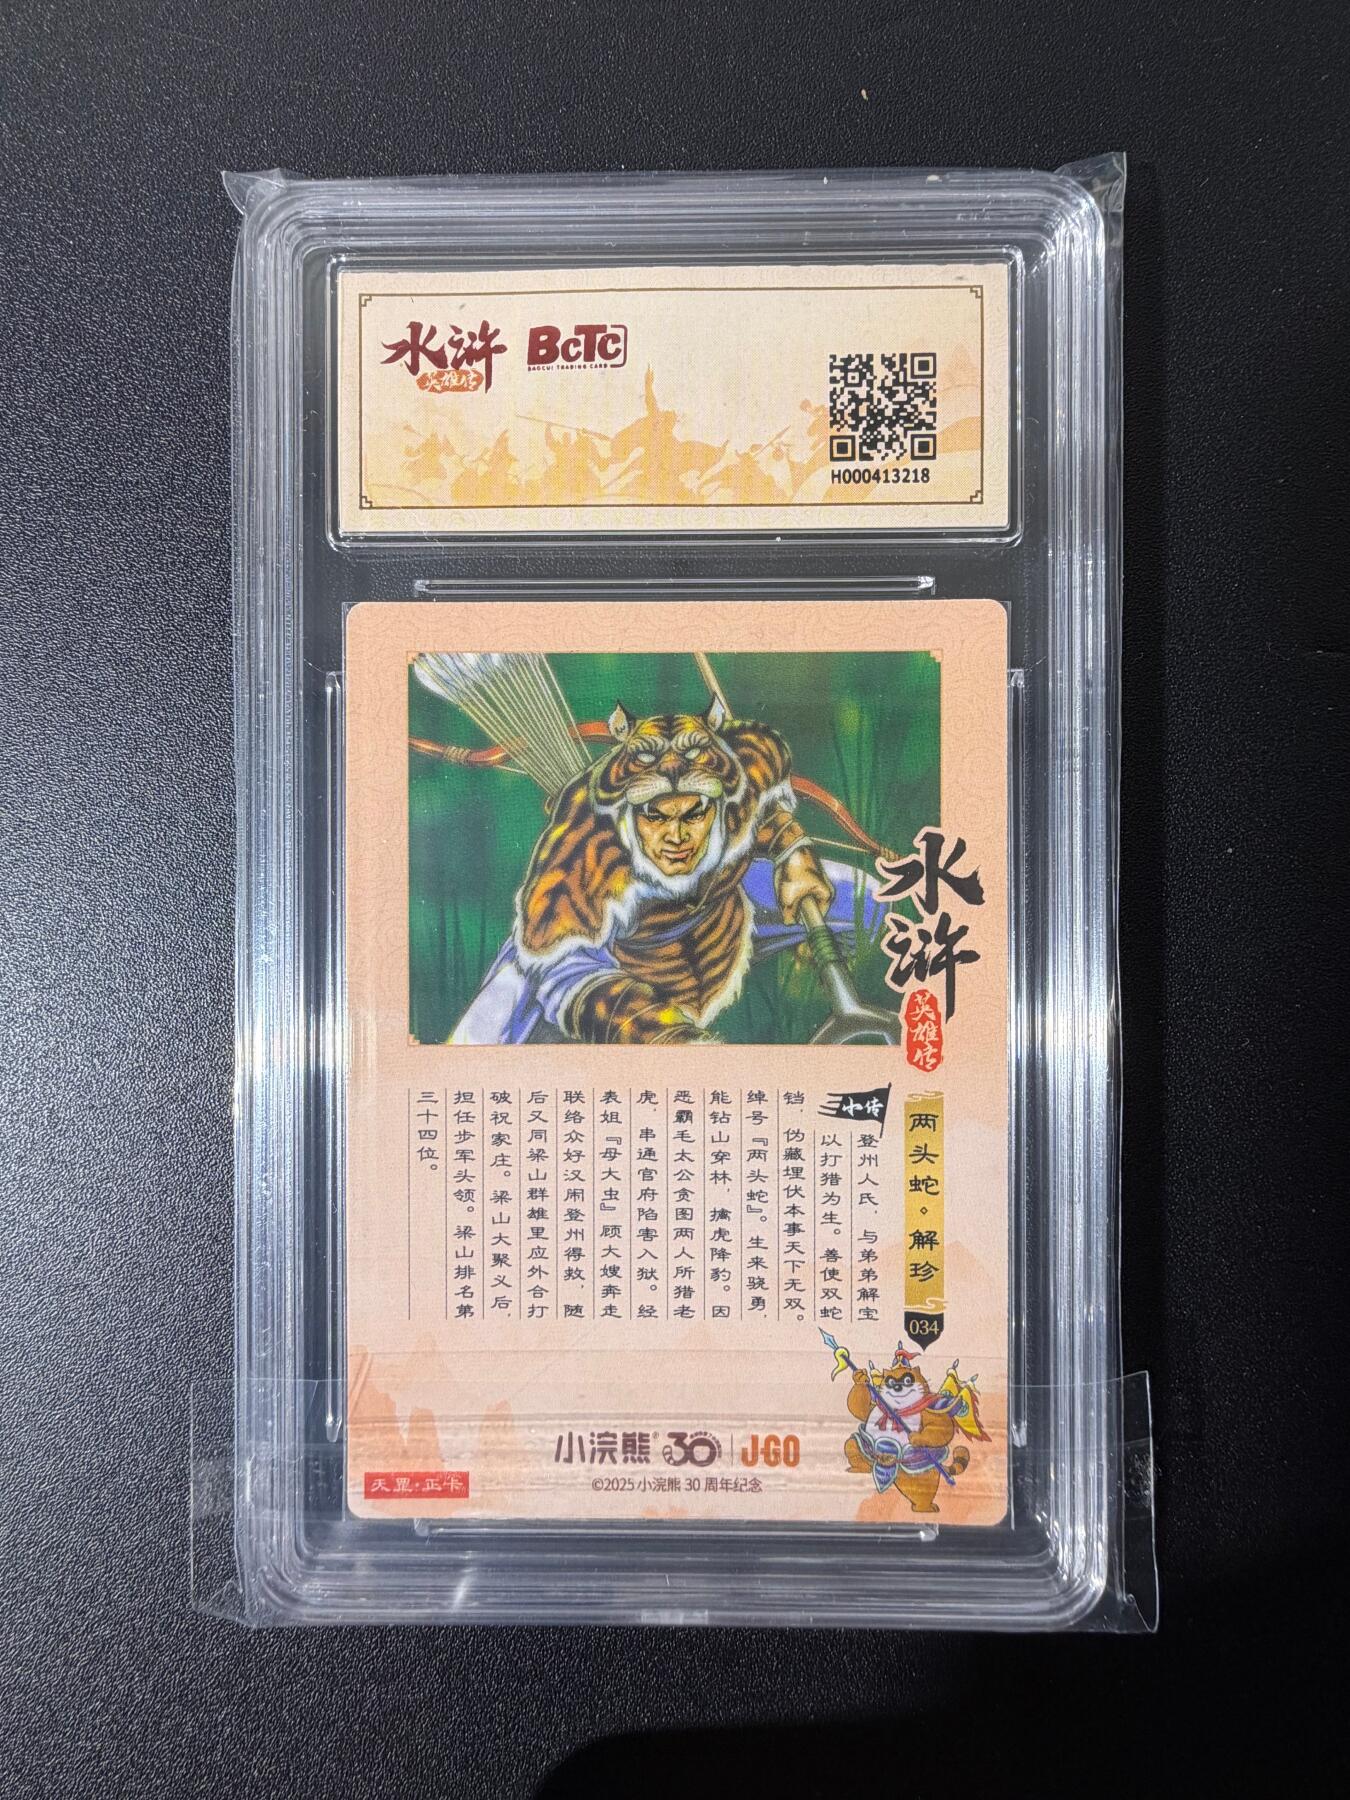 水浒
英雄传
BCTC
BAOCUI TRADING CARD
H000413218
水浒
英雄传
两头蛇◇解珍
034
小传
登州人氏，与弟弟解宝
以打猎为生。善使双蛇
铛，伪藏埋伏本事天下无双。
绰号『两头蛇』。生来骁勇，
能钻山穿林，擒虎降豹。因
恶霸毛太公贪图两人所猎老
虎，串通官府陷害入狱。经
表姐『母大虫』顾大嫂奔走
联络众好汉闹登州得救，随
后又同梁山群雄里应外合打
破祝家庄。梁山大聚义后，
担任步军头领。梁山排名第
三十四位。
小浣熊® 30 J·GO
©2025 小浣熊 30 周年纪念
天罡·正卡